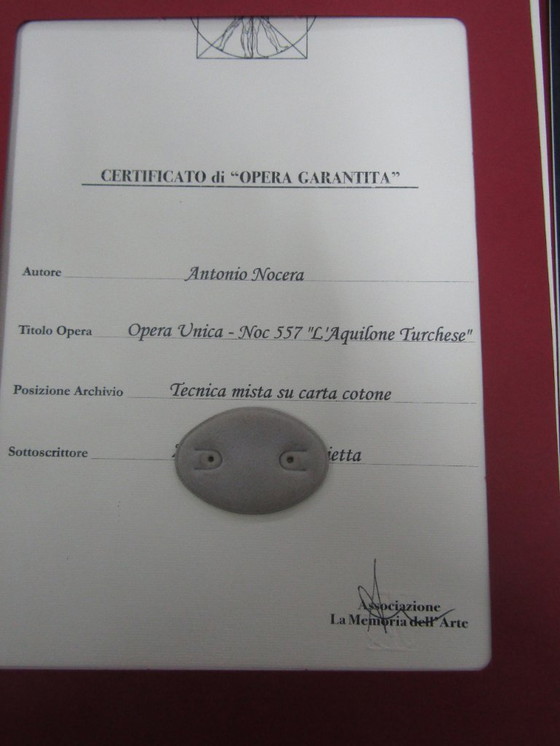 CERTIFICATO di “OPERA GARANTITA”
Autore Antonio Nocera
Titolo Opera Opera Unica - Noc 557 "L'Aquilone Turchese"
Posizione Archivio Tecnica mista su carta cotone
Sottoscrittore
Associazione
La Memoria dell'Arte